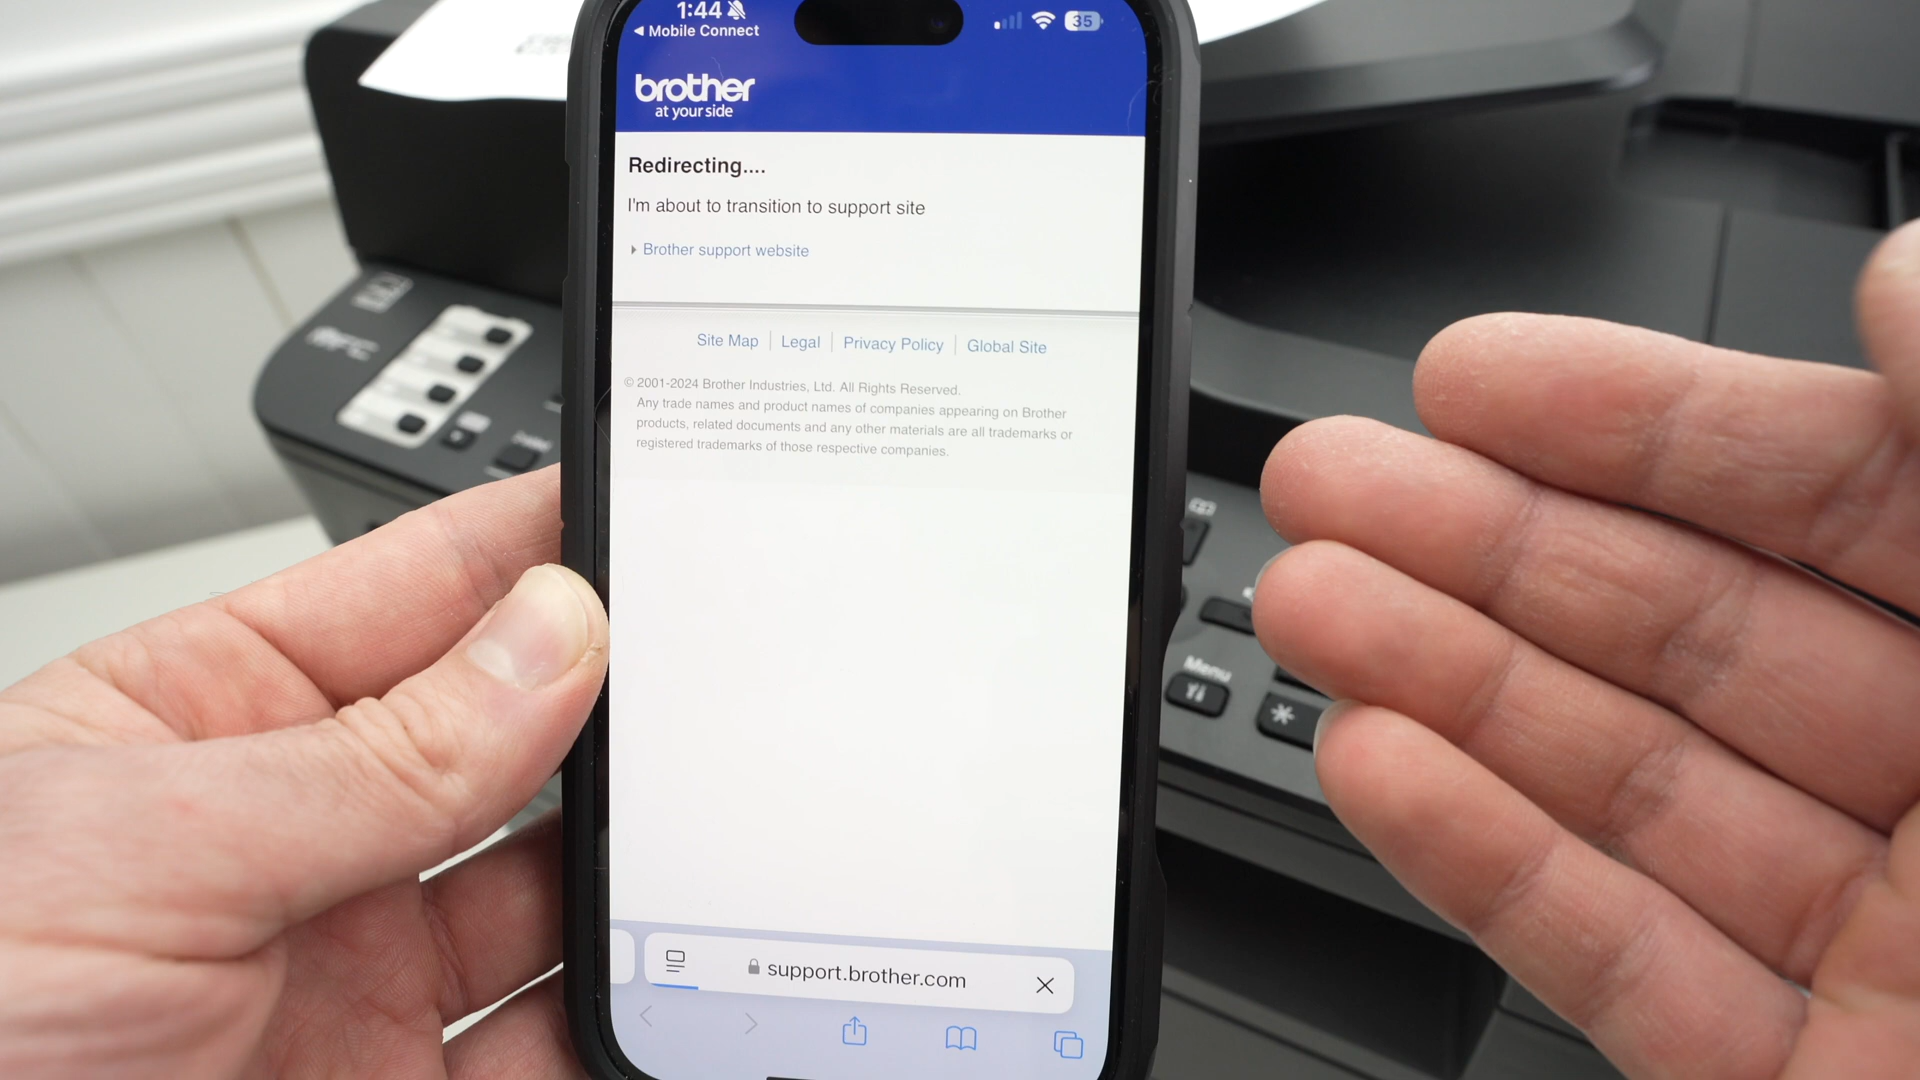 1:44
35
◀ Mobile Connect
brother
at your side
Redirecting....
I'm about to transition to support site
Brother support website
Site Map | Legal | Privacy Policy | Global Site
© 2001-2024 Brother Industries, Ltd. All Rights Reserved.
Any trade names and product names of companies appearing on Brother
products, related documents and any other materials are all trademarks or
registered trademarks of those respective companies.
support.brother.com
Menu
*